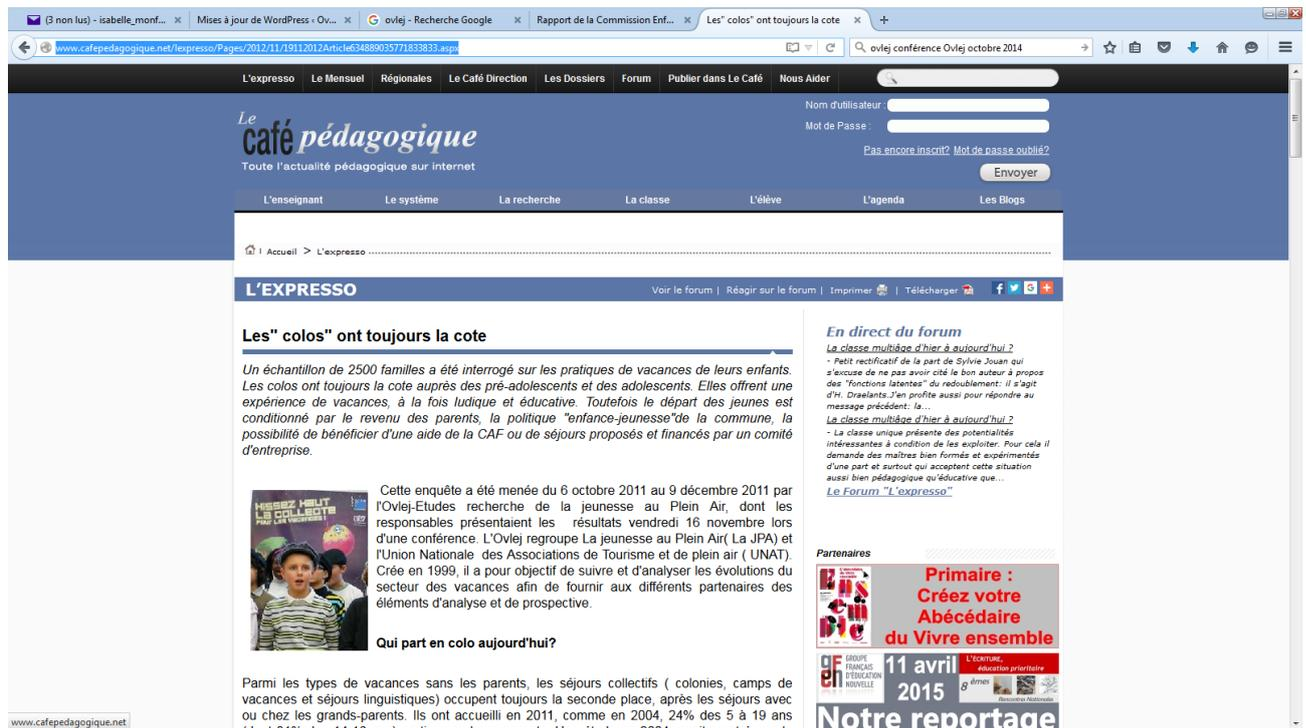 (3 non lus) - isabelle_monf... × Mises à jour de WordPress ‹ Ov... × ovlej - Recherche Google × Rapport de la Commission Enf... × Les" colos" ont toujours la cote × +
www.cafepedagogique.net/lexpresso/Pages/2012/11/19112012Article634889035771833833.aspx
ovlej conférence Ovlej octobre 2014
L'expresso Le Mensuel Régionales Le Café Direction Les Dossiers Forum Publier dans Le Café Nous Aider
Le café pédagogique
Toute l'actualité pédagogique sur internet
Nom d'utilisateur :
Mot de Passe :
Pas encore inscrit? Mot de passe oublié?
Envoyer
L'enseignant Le système La recherche La classe L'élève L'agenda Les Blogs
| Accueil > L'expresso
L'EXPRESSO
Voir le forum | Réagir sur le forum | Imprimer | Télécharger
Les" colos" ont toujours la cote
Un échantillon de 2500 familles a été interrogé sur les pratiques de vacances de leurs enfants.
Les colos ont toujours la cote auprès des pré-adolescents et des adolescents. Elles offrent une
expérience de vacances, à la fois ludique et éducative. Toutefois le départ des jeunes est
conditionné par le revenu des parents, la politique "enfance-jeunesse"de la commune, la
possibilité de bénéficier d'une aide de la CAF ou de séjours proposés et financés par un comité
d'entreprise.
HISSEZ HAUT
LA COLLECTE
POUR LES VACANCES !
Cette enquête a été menée du 6 octobre 2011 au 9 décembre 2011 par
l'Ovlej-Etudes recherche de la jeunesse au Plein Air, dont les
responsables présentaient les résultats vendredi 16 novembre lors
d'une conférence. L'Ovlej regroupe La jeunesse au Plein Air( La JPA) et
l'Union Nationale des Associations de Tourisme et de plein air ( UNAT).
Crée en 1999, il a pour objectif de suivre et d'analyser les évolutions du
secteur des vacances afin de fournir aux différents partenaires des
éléments d'analyse et de prospective.
Qui part en colo aujourd'hui?
Parmi les types de vacances sans les parents, les séjours collectifs ( colonies, camps de
vacances et séjours linguistiques) occupent toujours la seconde place, après les séjours avec
ou chez les grands-parents. Ils ont accueilli en 2011, comme en 2004, 24% des 5 à 19 ans
En direct du forum
La classe multiâge d'hier à aujourd'hui ?
- Petit rectificatif de la part de Sylvie Jouan qui
s'excuse de ne pas avoir cité le bon auteur à propos
des "fonctions latentes" du redoublement: il s'agit
d'H. Draelants.J'en profite aussi pour répondre au
message précédent: la...
La classe multiâge d'hier à aujourd'hui ?
- La classe unique présente des potentialités
intéressantes à condition de les exploiter. Pour cela il
demande des maîtres bien formés et expérimentés
d'une part et surtout qui acceptent cette situation
aussi bien pédagogique qu'éducative que...
Le Forum "L'expresso"
Partenaires
Primaire :
Créez votre
Abécédaire
du Vivre ensemble
gfen GROUPE FRANÇAIS D'ÉDUCATION NOUVELLE
11 avril
2015
L'ÉCRITURE,
éducation prioritaire
8 èmes
Rencontres Nationales
Notre reportage
www.cafepedagogique.net